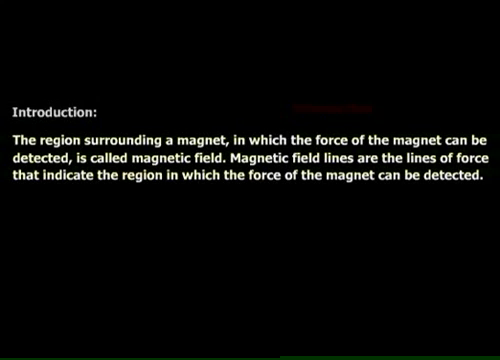 Introduction:
The region surrounding a magnet, in which the force of the magnet can be
detected, is called magnetic field. Magnetic field lines are the lines of force
that indicate the region in which the force of the magnet can be detected.